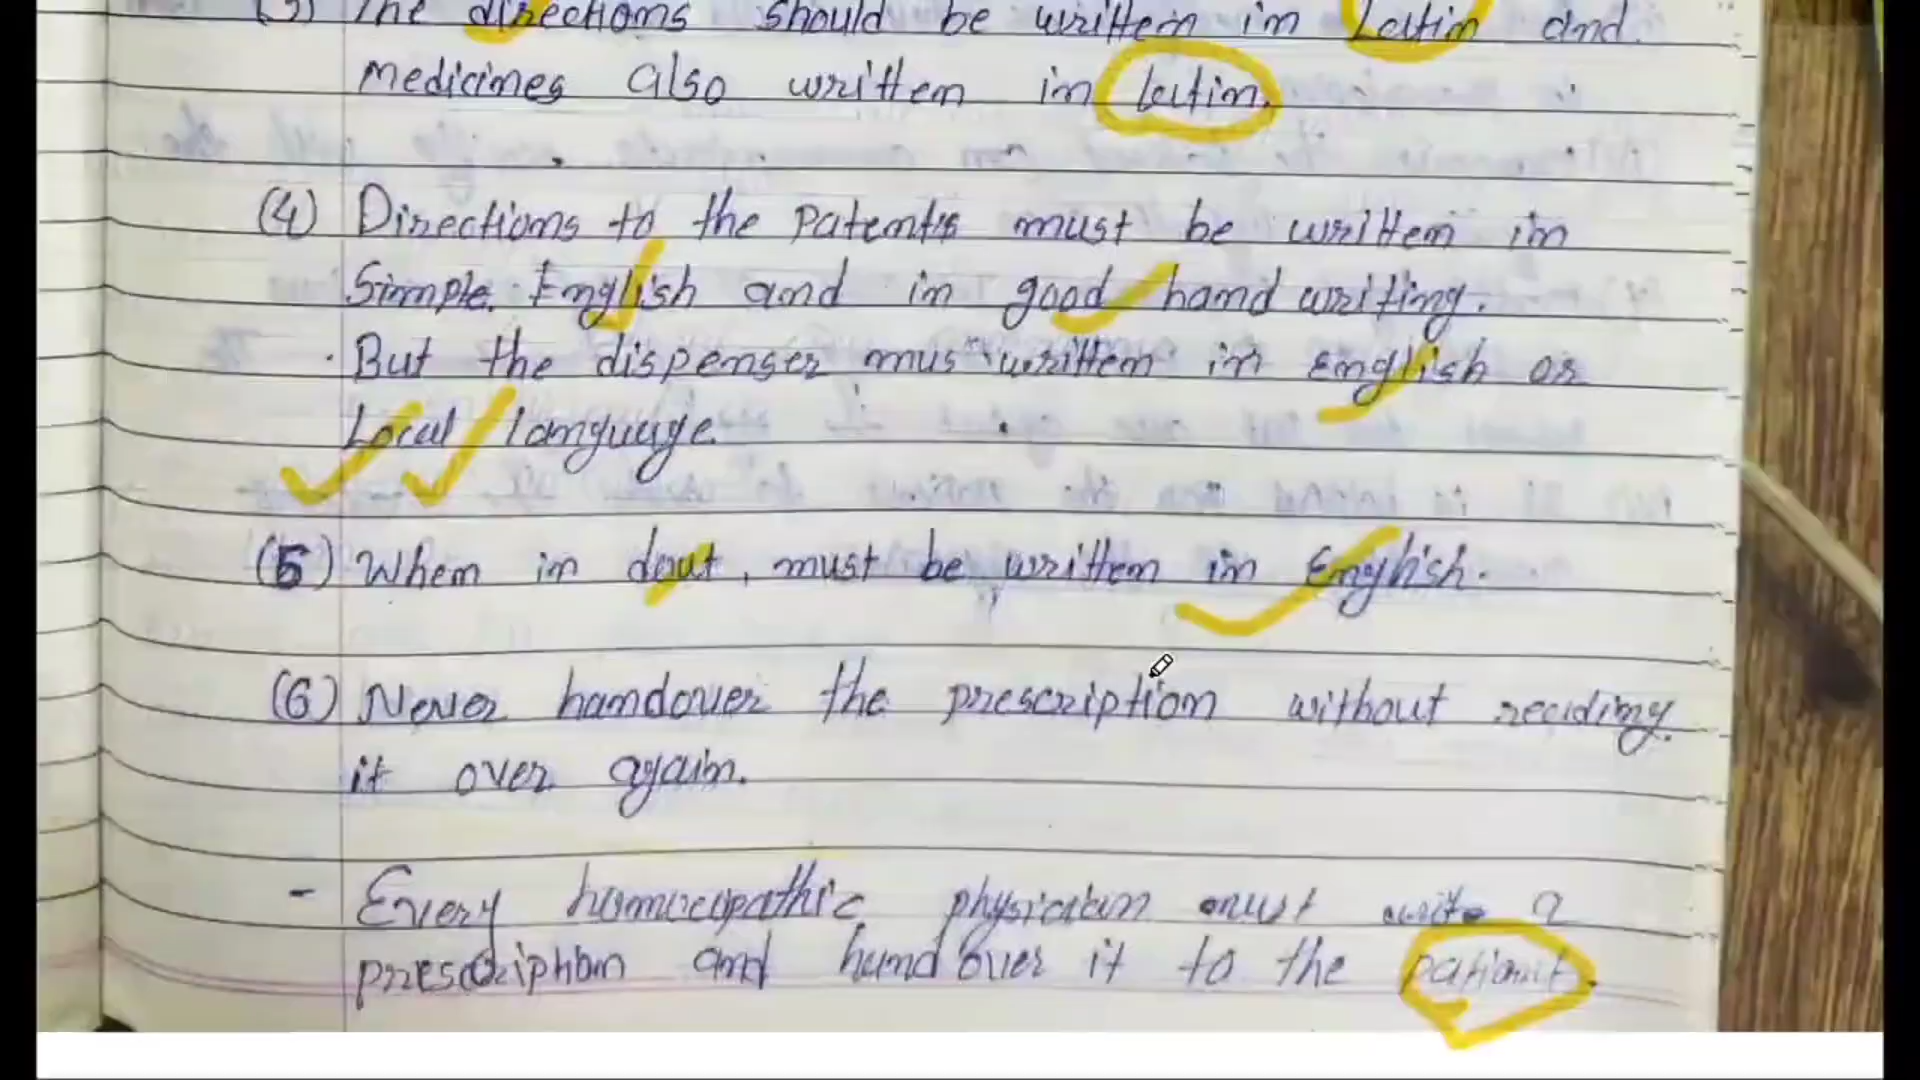 (3) The directions should be written in Latin and
medicines also written in Latin.
(4) Directions to the Patents must be written in
Simple. English and in good hand writing.
. But the dispenser mus written in English or
Local language.
(5) When in dout, must be written in English.
(6) Never handover the prescription without reading
it over again.
- Every homoeopathic physician must write a
prescription and hand over it to the patient.